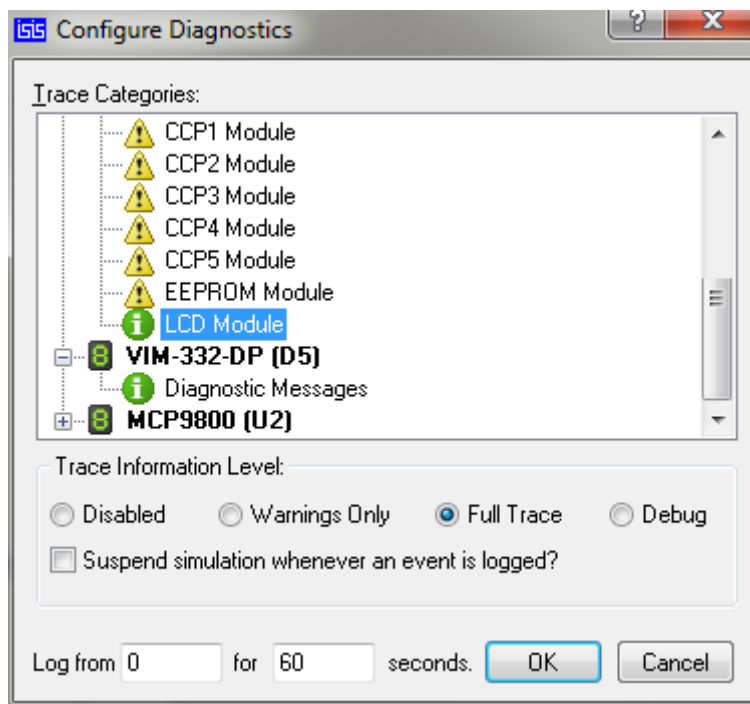 isis Configure Diagnostics
? X
Trace Categories:
CCP1 Module
CCP2 Module
CCP3 Module
CCP4 Module
CCP5 Module
EEPROM Module
LCD Module
VIM-332-DP (D5)
Diagnostic Messages
MCP9800 (U2)
Trace Information Level:
Disabled Warnings Only Full Trace Debug
Suspend simulation whenever an event is logged?
Log from 0 for 60 seconds. OK Cancel